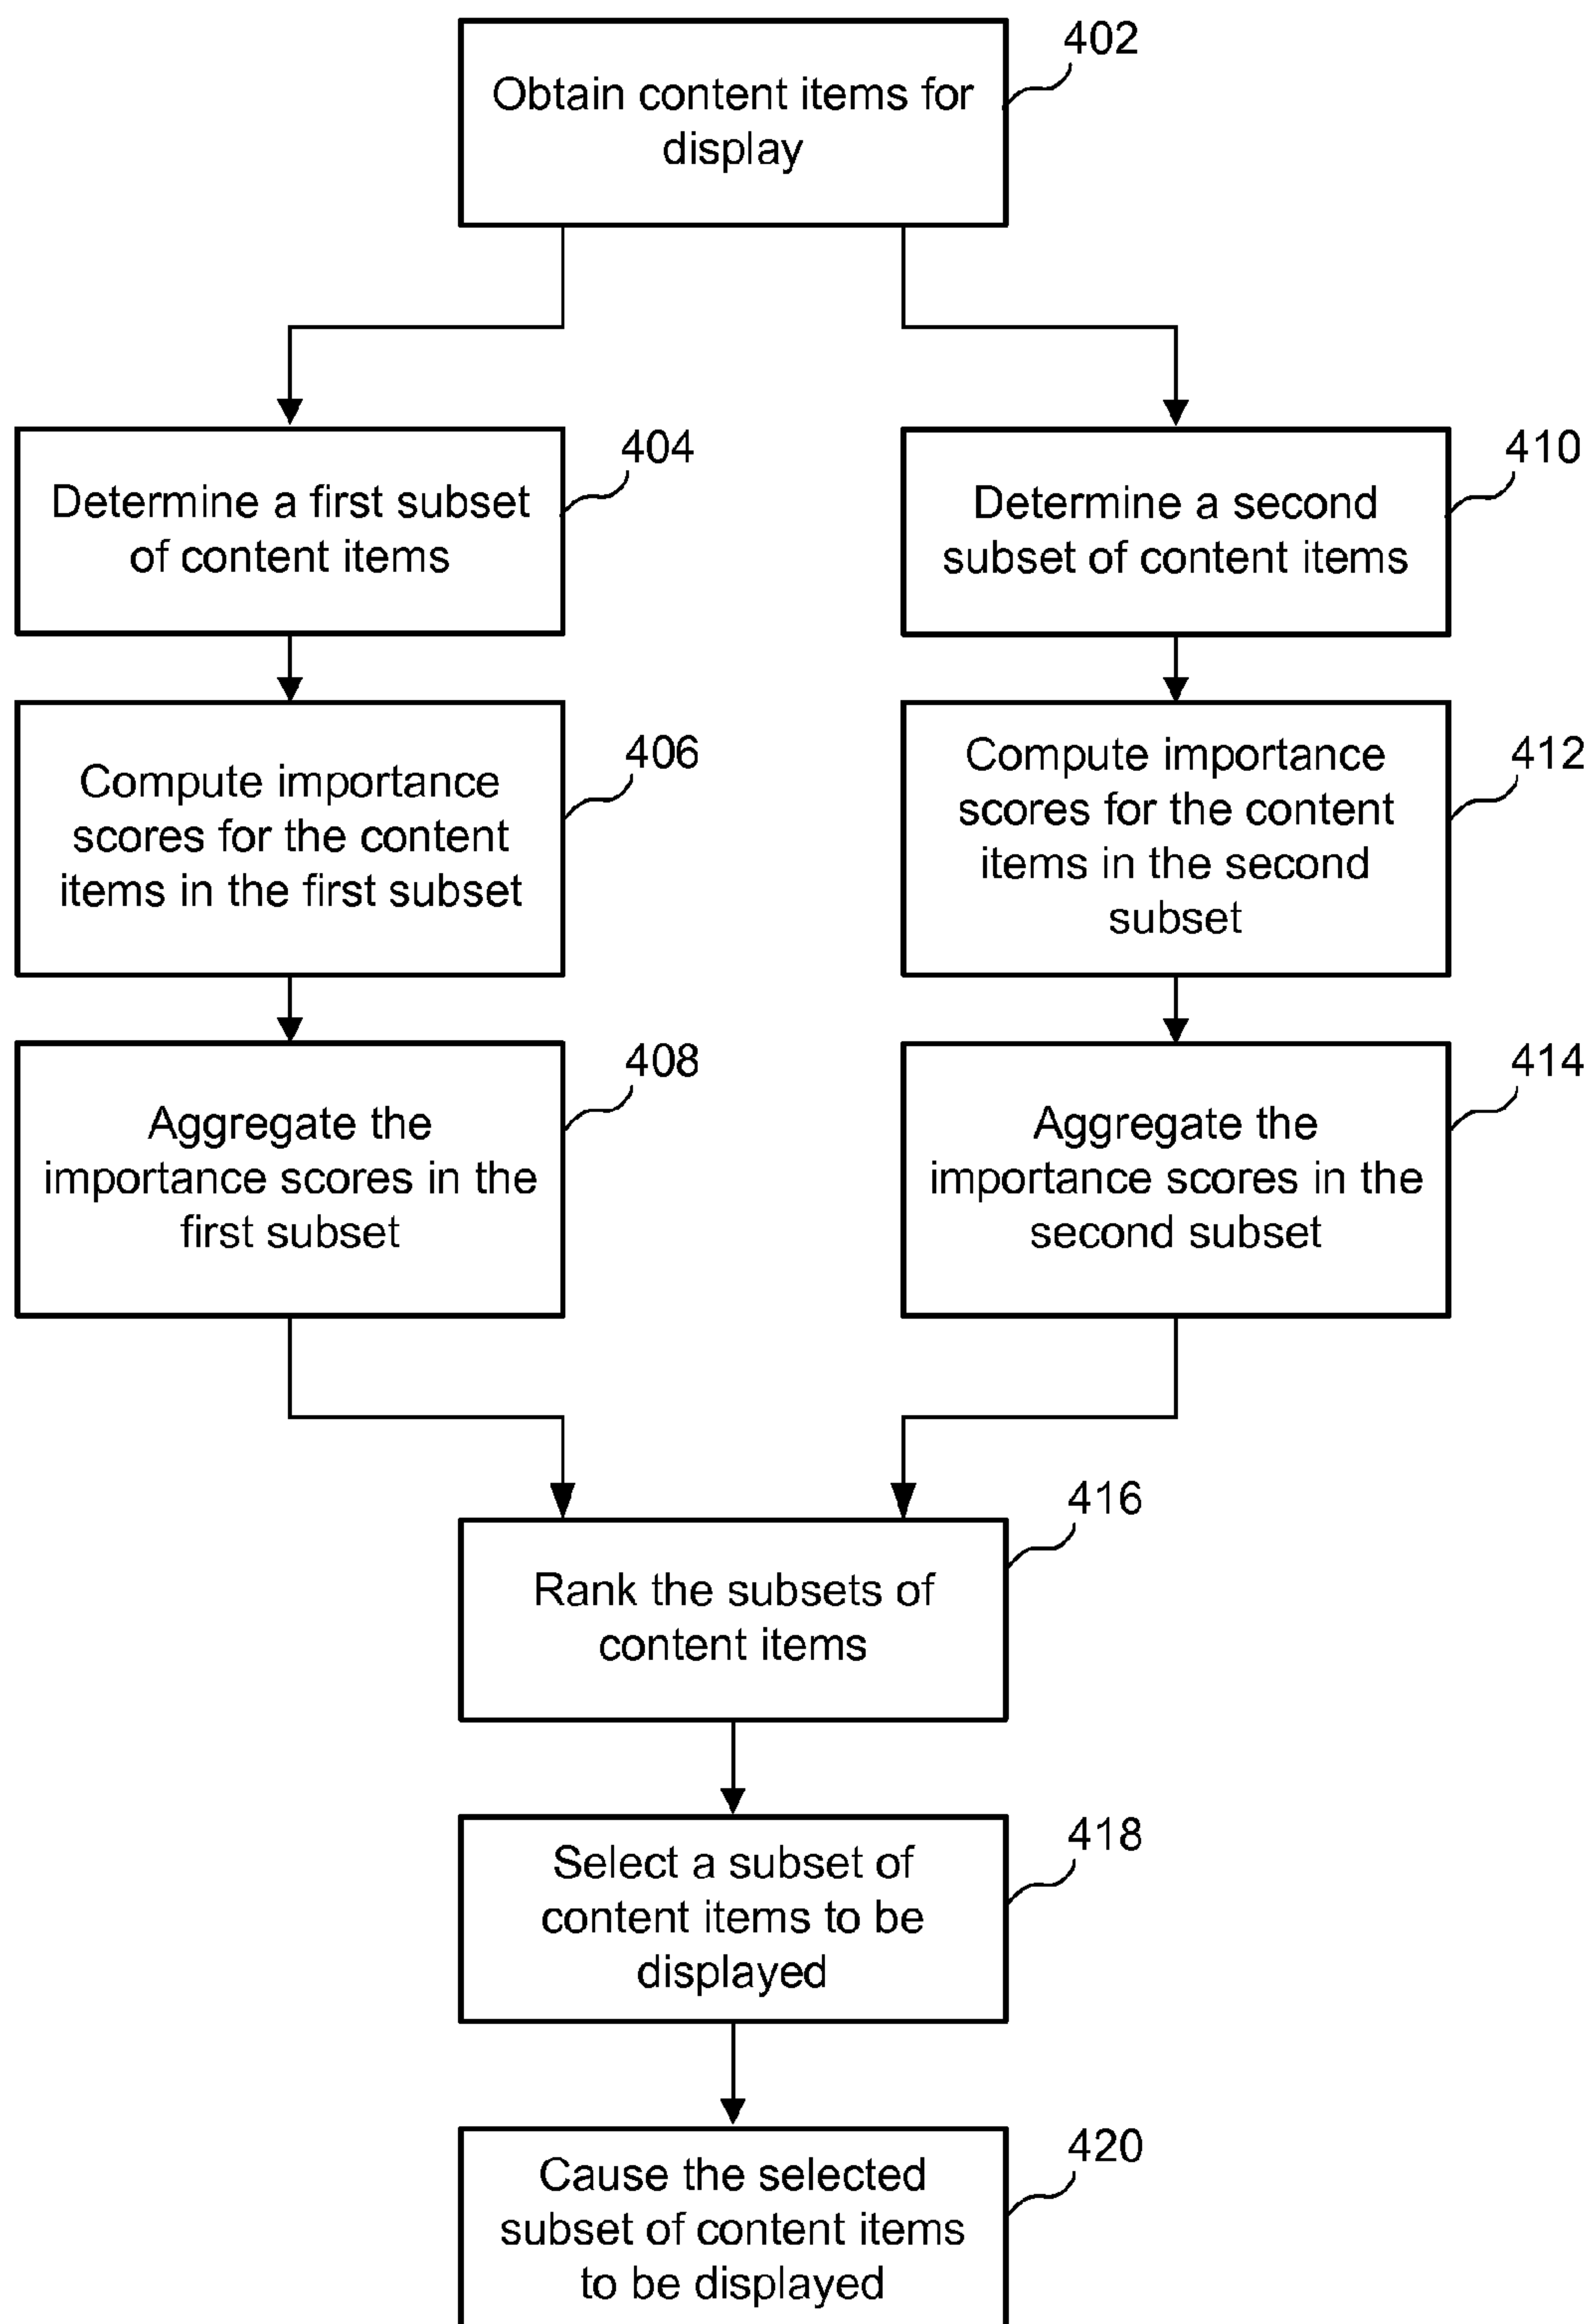 402
Obtain content items for
display
404
Determine a first subset
of content items
410
Determine a second
subset of content items
406
Compute importance
scores for the content
items in the first subset
412
Compute importance
scores for the content
items in the second
subset
408
Aggregate the
importance scores in the
first subset
414
Aggregate the
importance scores in the
second subset
416
Rank the subsets of
content items
418
Select a subset of
content items to be
displayed
420
Cause the selected
subset of content items
to be displayed